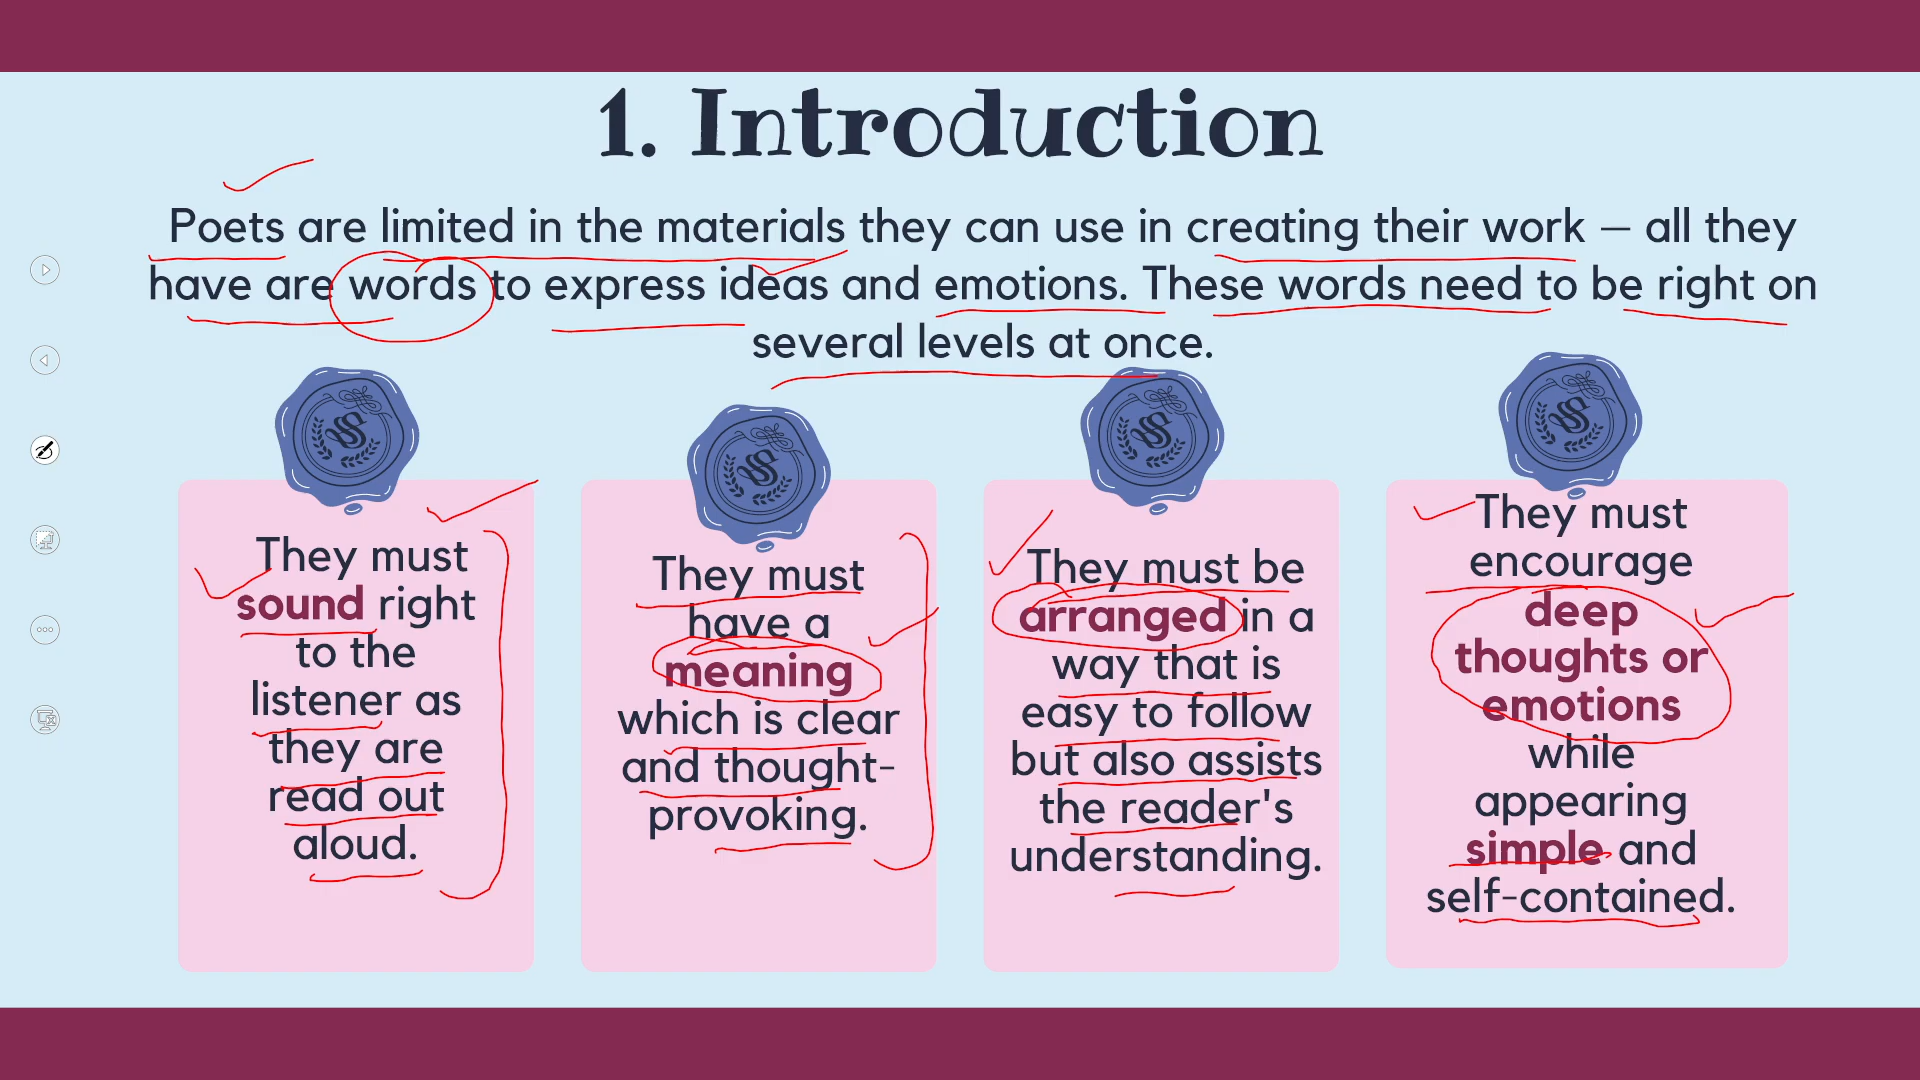 1. Introduction
Poets are limited in the materials they can use in creating their work – all they
have are words to express ideas and emotions. These words need to be right on
several levels at once.
They must
sound right
to the
listener as
they are
read out
aloud.
They must
have a
meaning
which is clear
and thought-
provoking.
They must be
arranged in a
way that is
easy to follow
but also assists
the reader's
understanding.
They must
encourage
deep
thoughts or
emotions
while
appearing
simple and
self-contained.